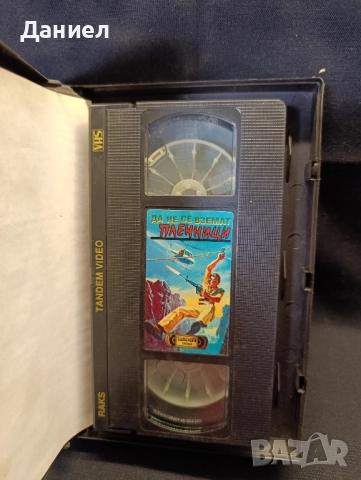 Даниел
VHS
TANDEM VIDEO
RAKS
ДА НЕ СЕ ВЗЕМАТ
ПЛЕННИЦИ
BAZAR